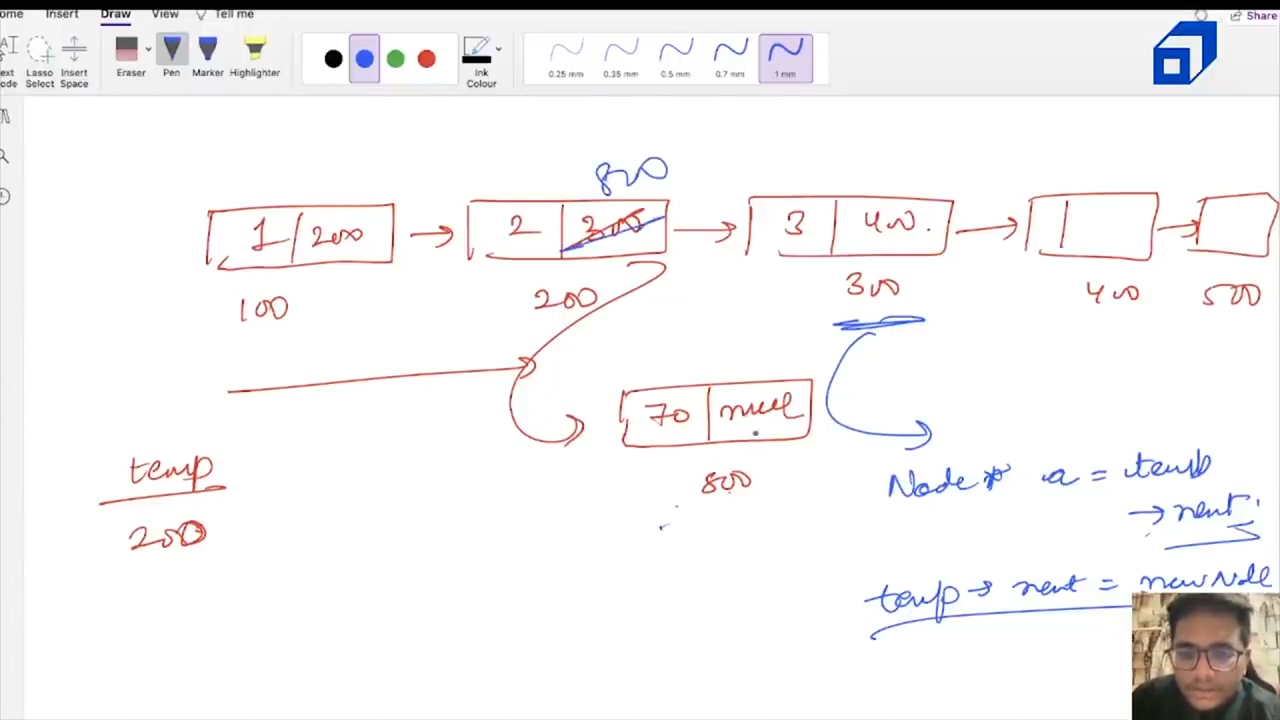 ome Insert Draw View Tell me
Share
Text Mode
Lasso Select
Insert Space
Eraser
Pen
Marker
Highlighter
Ink Colour
0.25 mm
0.35 mm
0.5 mm
0.7 mm
1 mm
800
1 200
2 300
3 400.
100
200
300
400
500
70 null
800
temp
200
Node* a = temp
→ next.
temp → next = newNode